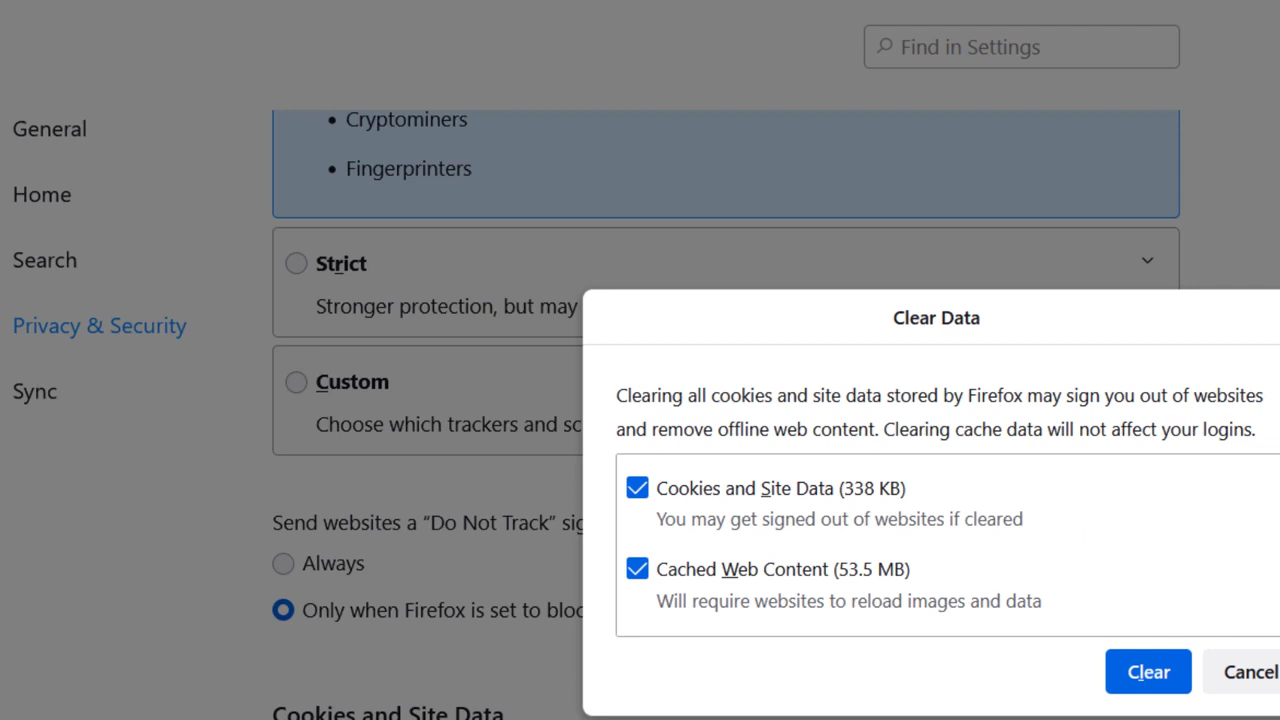 Find in Settings
General
Home
Search
Privacy & Security
Sync
• Cryptominers
• Fingerprinters
Strict
Stronger protection, but may
Custom
Choose which trackers and
Send websites a “Do Not Track”
Always
Only when Firefox is set to
Cookies and Site Data
Clear Data
Clearing all cookies and site data stored by Firefox may sign you out of websites
and remove offline web content. Clearing cache data will not affect your logins.
Cookies and Site Data (338 KB)
You may get signed out of websites if cleared
Cached Web Content (53.5 MB)
Will require websites to reload images and data
Clear
Cancel